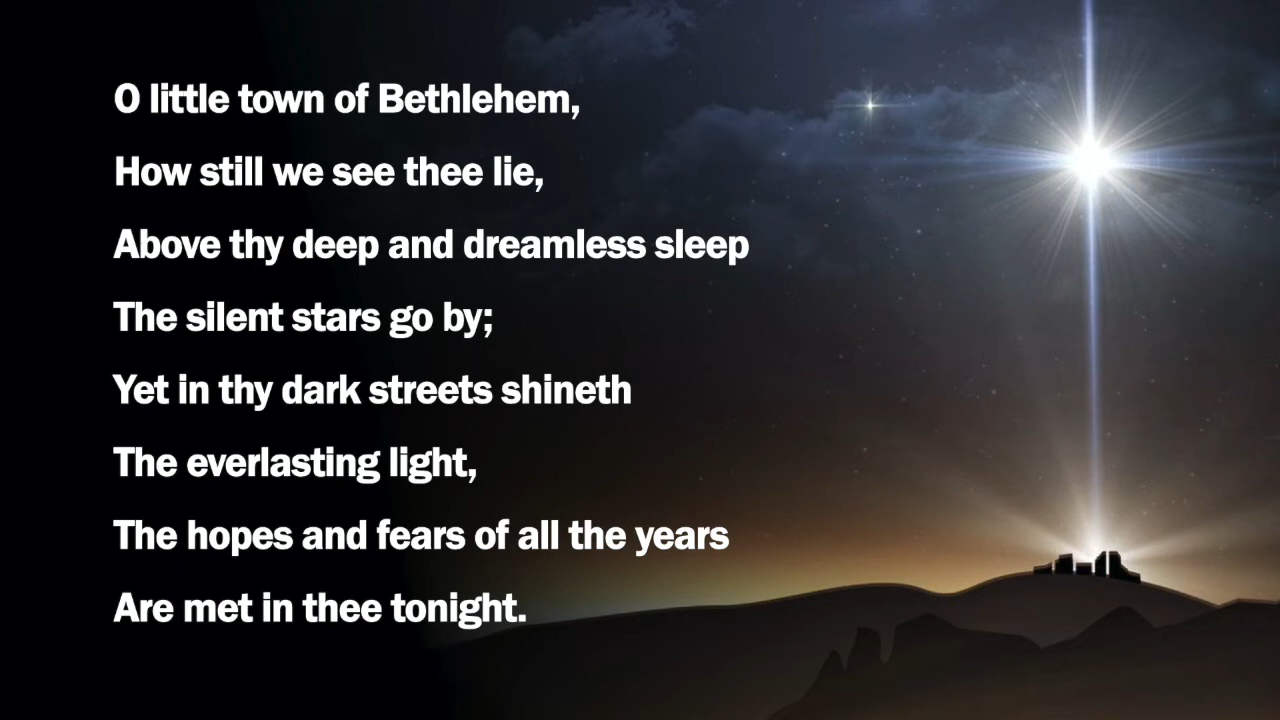 O little town of Bethlehem,
How still we see thee lie,
Above thy deep and dreamless sleep
The silent stars go by;
Yet in thy dark streets shineth
The everlasting light,
The hopes and fears of all the years
Are met in thee tonight.